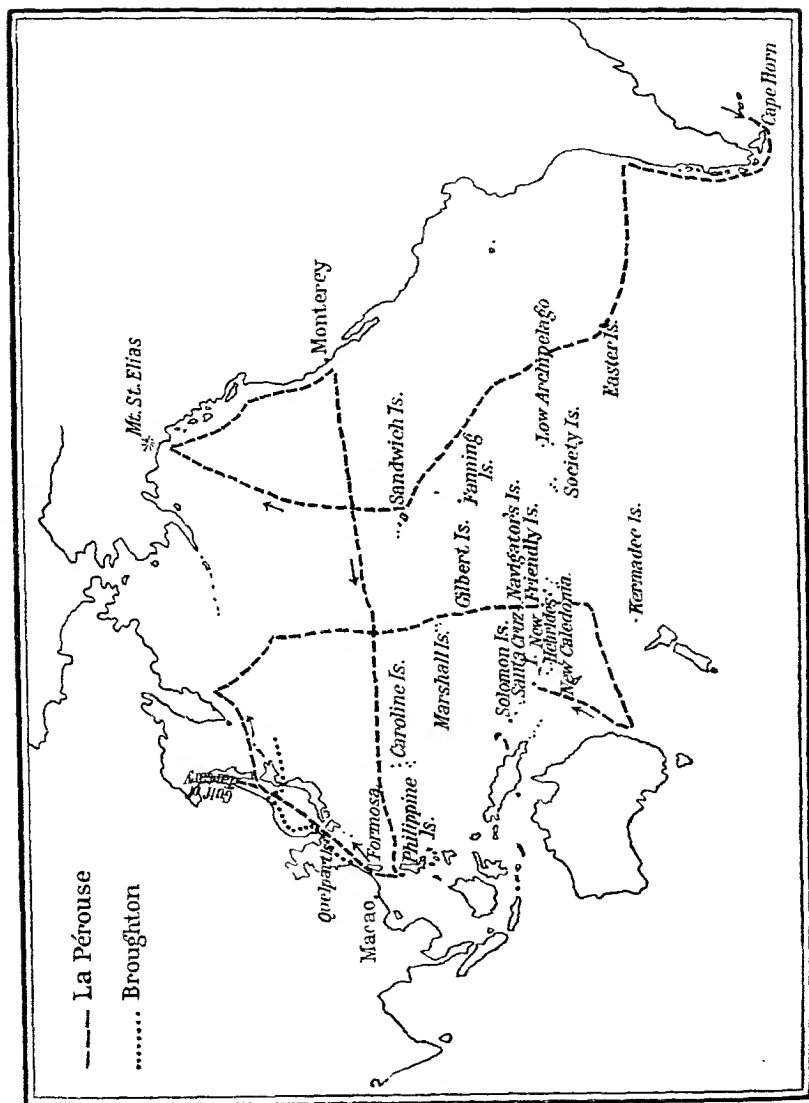 La Pérouse
Broughton
Mt. St. Elias
Monterey
Gulf of
Tartary
Quelpart Is.
Formosa
Macao
Philippine
Is.
Caroline Is.
Marshall Is.
Gilbert Is.
Sandwich Is.
Fanning
Is.
Solomon Is.
Santa Cruz
Navigator's Is.
New
Hebrides
Friendly Is.
New Caledonia
Low Archipelago
Society Is.
Easter Is.
Kermadec Is.
Cape Horn